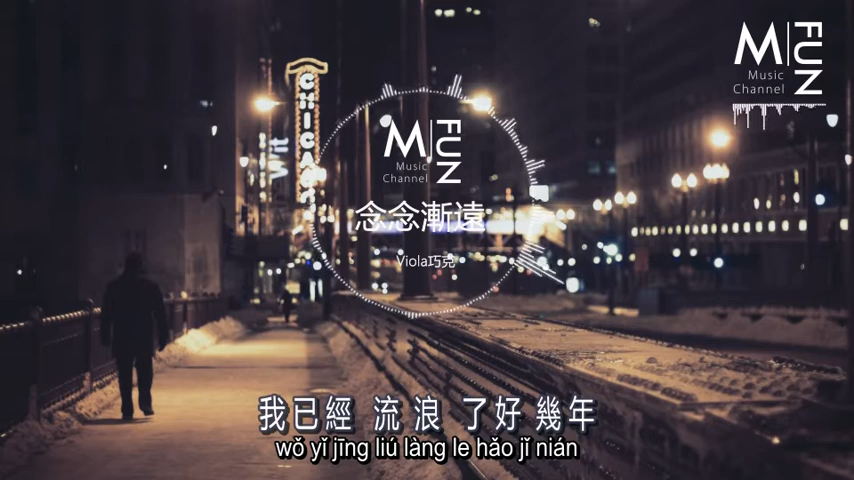 CHICAGO
M FUN
Music
Channel
M FUN
Music
Channel
念念漸遠
Viola巧克
我已經 流浪 了好幾年
wǒ yǐ jīng liú làng le hǎo jǐ nián